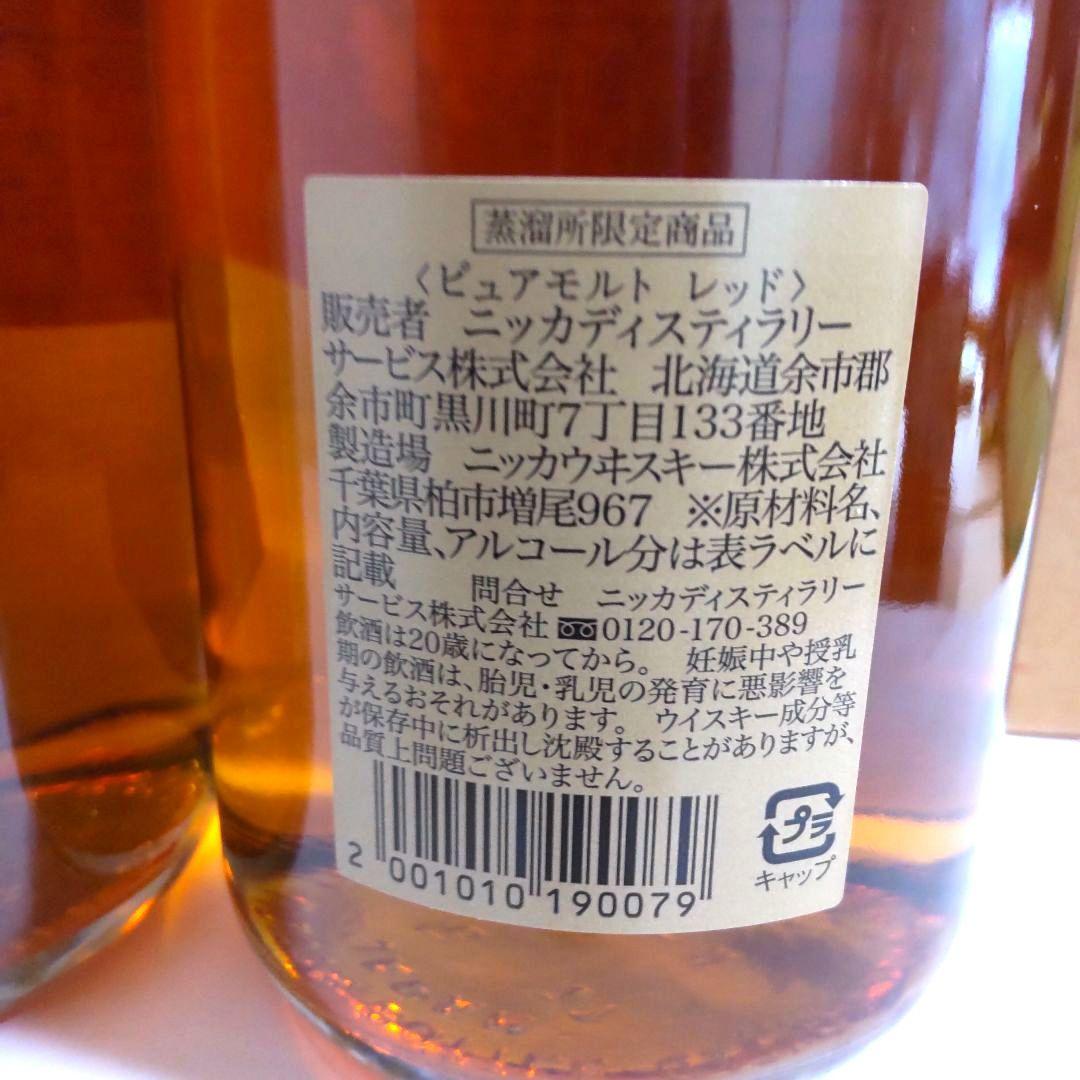 蒸溜所限定商品
〈ピュアモルト　レッド〉
販売者　ニッカディスティラリー
サービス株式会社　北海道余市郡
余市町黒川町7丁目133番地
製造場　ニッカウヰスキー株式会社
千葉県柏市増尾967　※原材料名、
内容量、アルコール分は表ラベルに
記載　　問合せ　ニッカディスティラリー
サービス株式会社 0120-170-389
飲酒は20歳になってから。　妊娠中や授乳
期の飲酒は、胎児・乳児の発育に悪影響を
与えるおそれがあります。　ウイスキー成分等
が保存中に析出し沈殿することがありますが、
品質上問題ございません。
プラ
キャップ
2 001010 190079